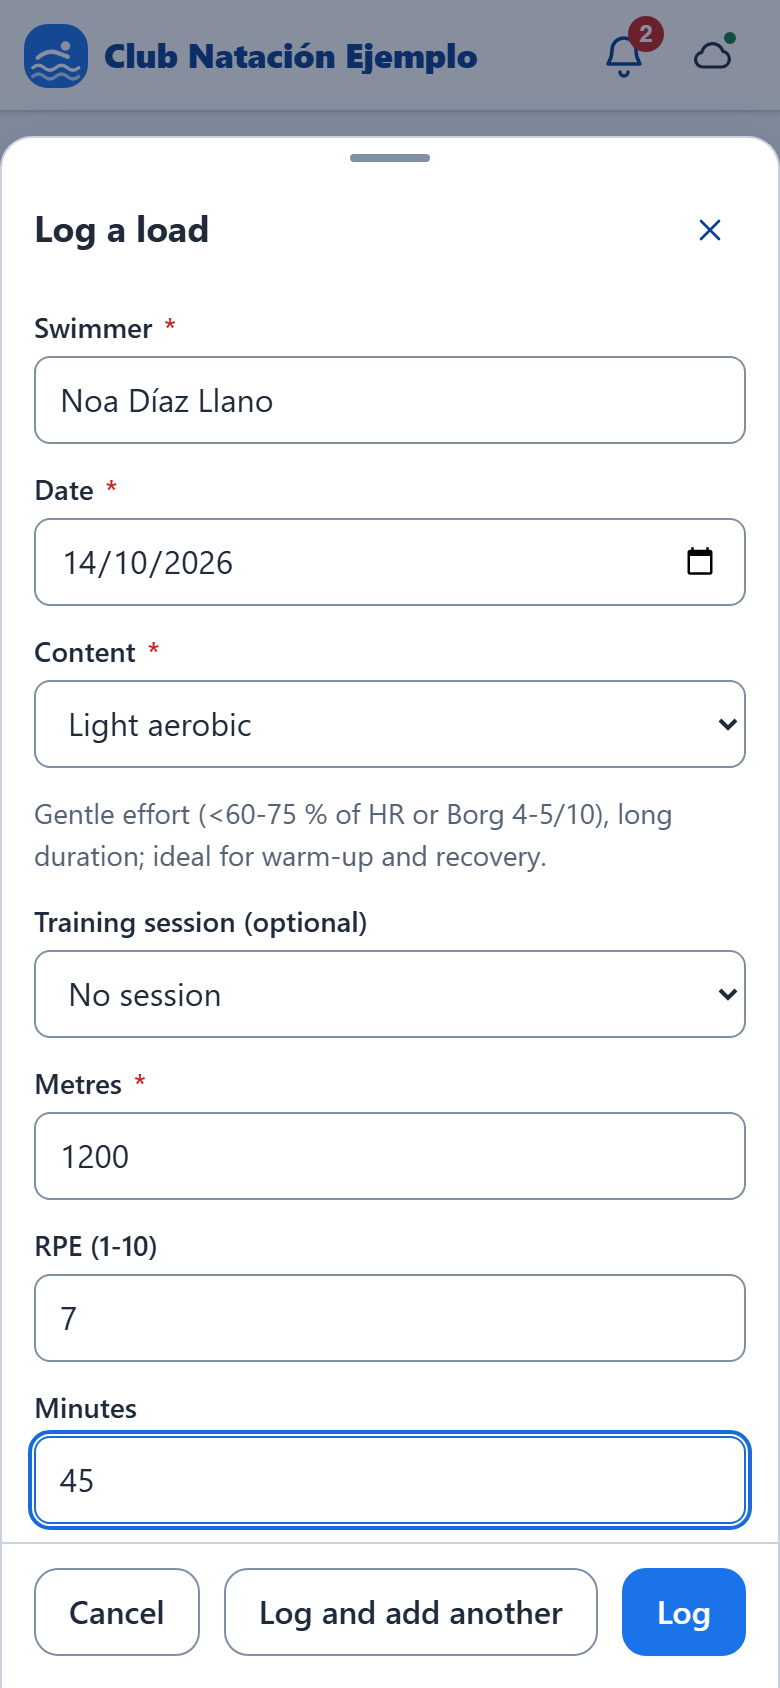 Club Natación Ejemplo
2
Log a load
Swimmer *
Noa Díaz Llano
Date *
14/10/2026
Content *
Light aerobic
Gentle effort (<60-75 % of HR or Borg 4-5/10), long
duration; ideal for warm-up and recovery.
Training session (optional)
No session
Metres *
1200
RPE (1-10)
7
Minutes
45
Cancel
Log and add another
Log